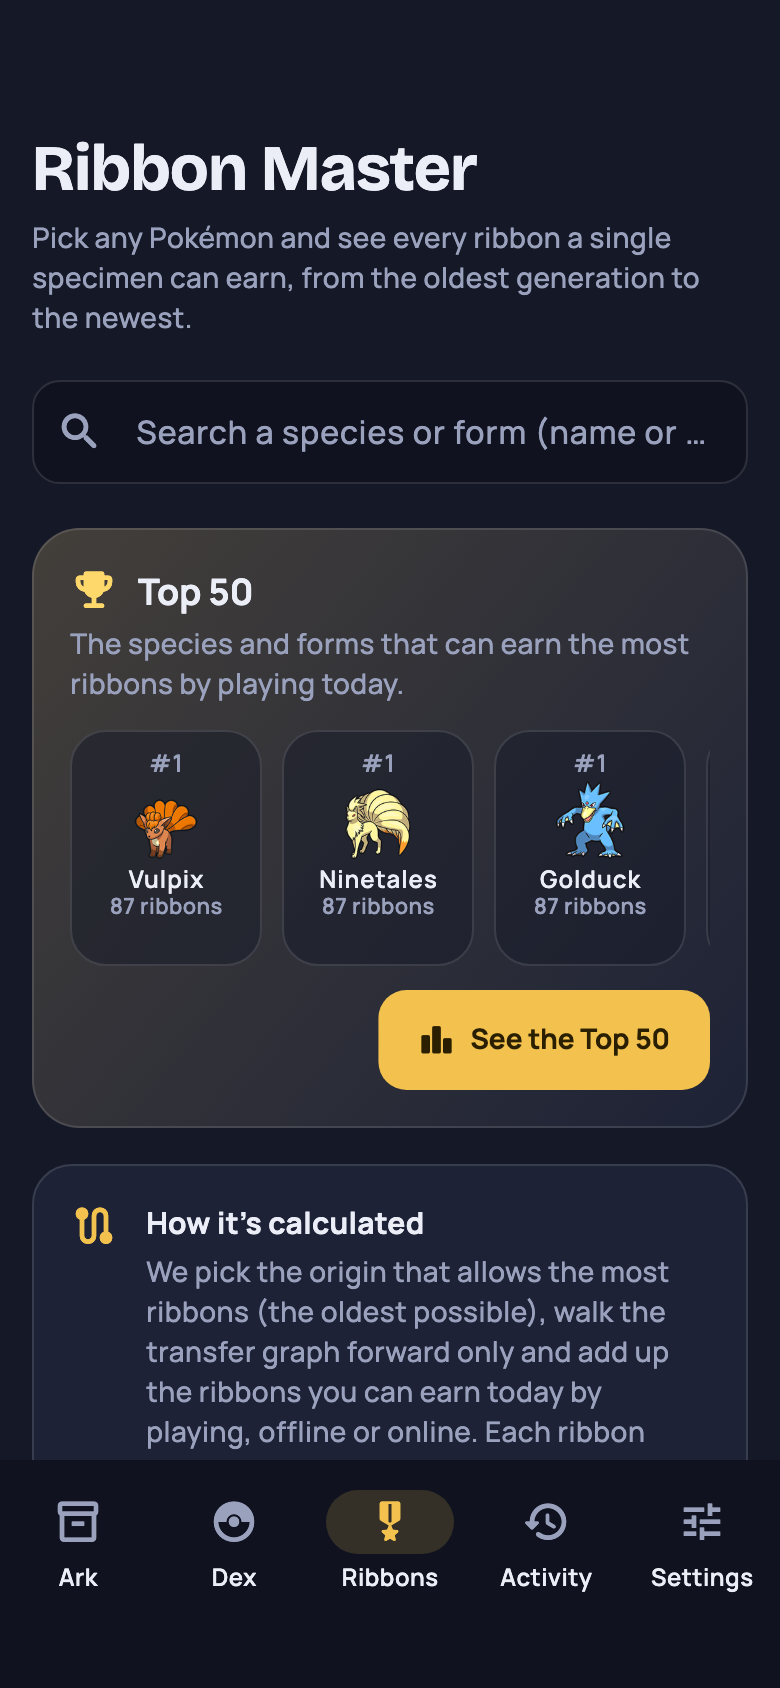 Ribbon Master
Pick any Pokémon and see every ribbon a single
specimen can earn, from the oldest generation to
the newest.
Search a species or form (name or ...
Top 50
The species and forms that can earn the most
ribbons by playing today.
#1
Vulpix
87 ribbons
#1
Ninetales
87 ribbons
#1
Golduck
87 ribbons
See the Top 50
How it's calculated
We pick the origin that allows the most
ribbons (the oldest possible), walk the
transfer graph forward only and add up
the ribbons you can earn today by
playing, offline or online. Each ribbon
Ark
Dex
Ribbons
Activity
Settings